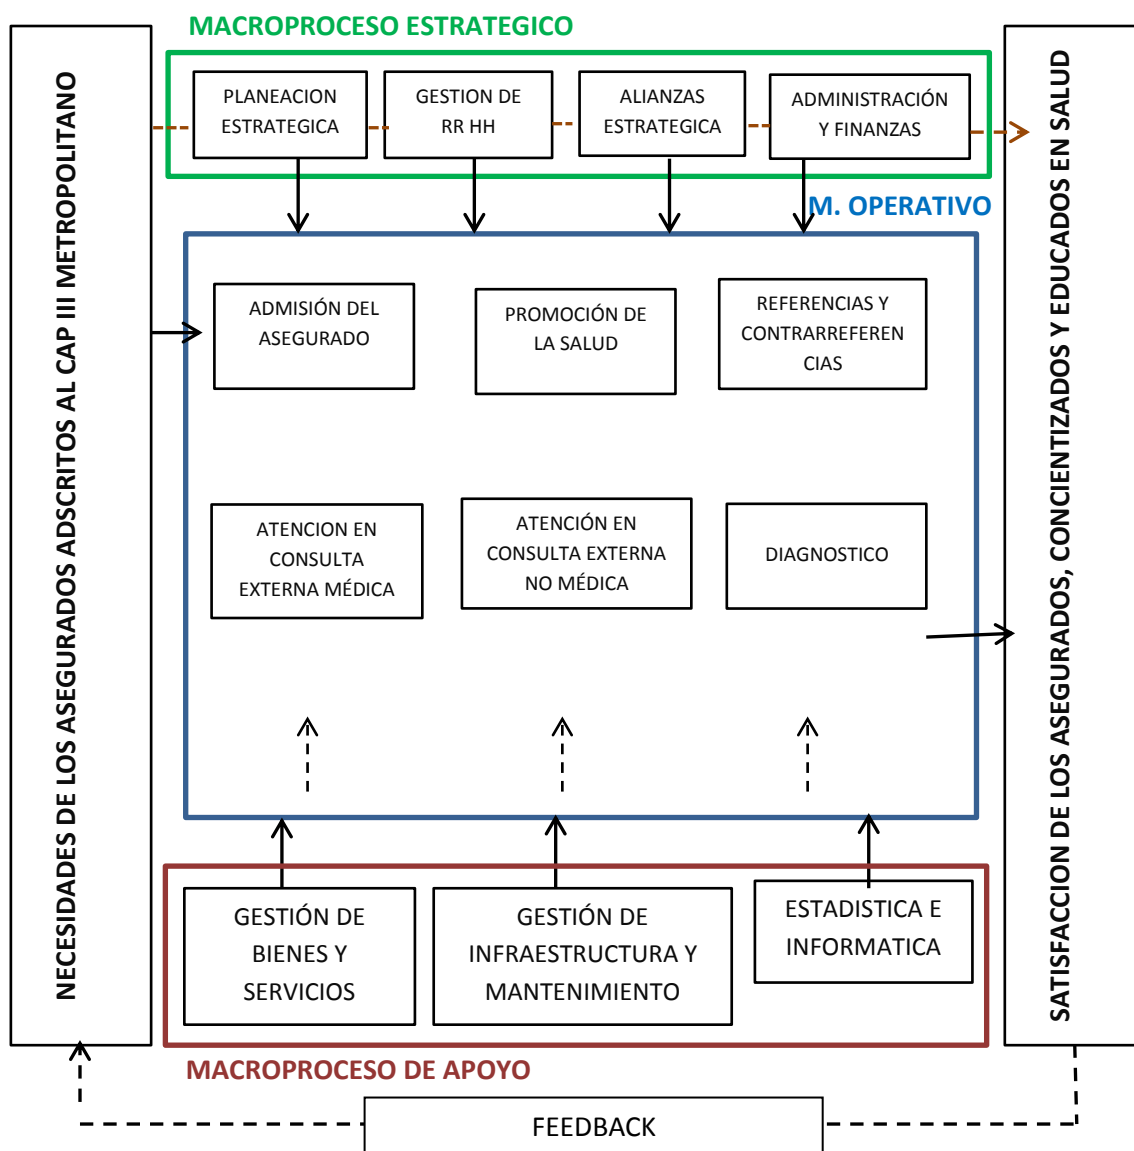 MACROPROCESO ESTRATEGICO
NECESIDADES DE LOS ASEGURADOS ADSCRITOS AL CAP III METROPOLITANO
PLANEACION
ESTRATEGICA
GESTION DE
RR HH
ALIANZAS
ESTRATEGICA
ADMINISTRACIÓN
Y FINANZAS
SATISFACCION DE LOS ASEGURADOS, CONCIENTIZADOS Y EDUCADOS EN SALUD
M. OPERATIVO
ADMISIÓN DEL
ASEGURADO
PROMOCIÓN DE
LA SALUD
REFERENCIAS Y
CONTRARREFEREN
CIAS
ATENCION EN
CONSULTA
EXTERNA MÉDICA
ATENCIÓN EN
CONSULTA EXTERNA
NO MÉDICA
DIAGNOSTICO
GESTIÓN DE
BIENES Y
SERVICIOS
GESTIÓN DE
INFRAESTRUCTURA Y
MANTENIMIENTO
ESTADISTICA E
INFORMATICA
MACROPROCESO DE APOYO
FEEDBACK